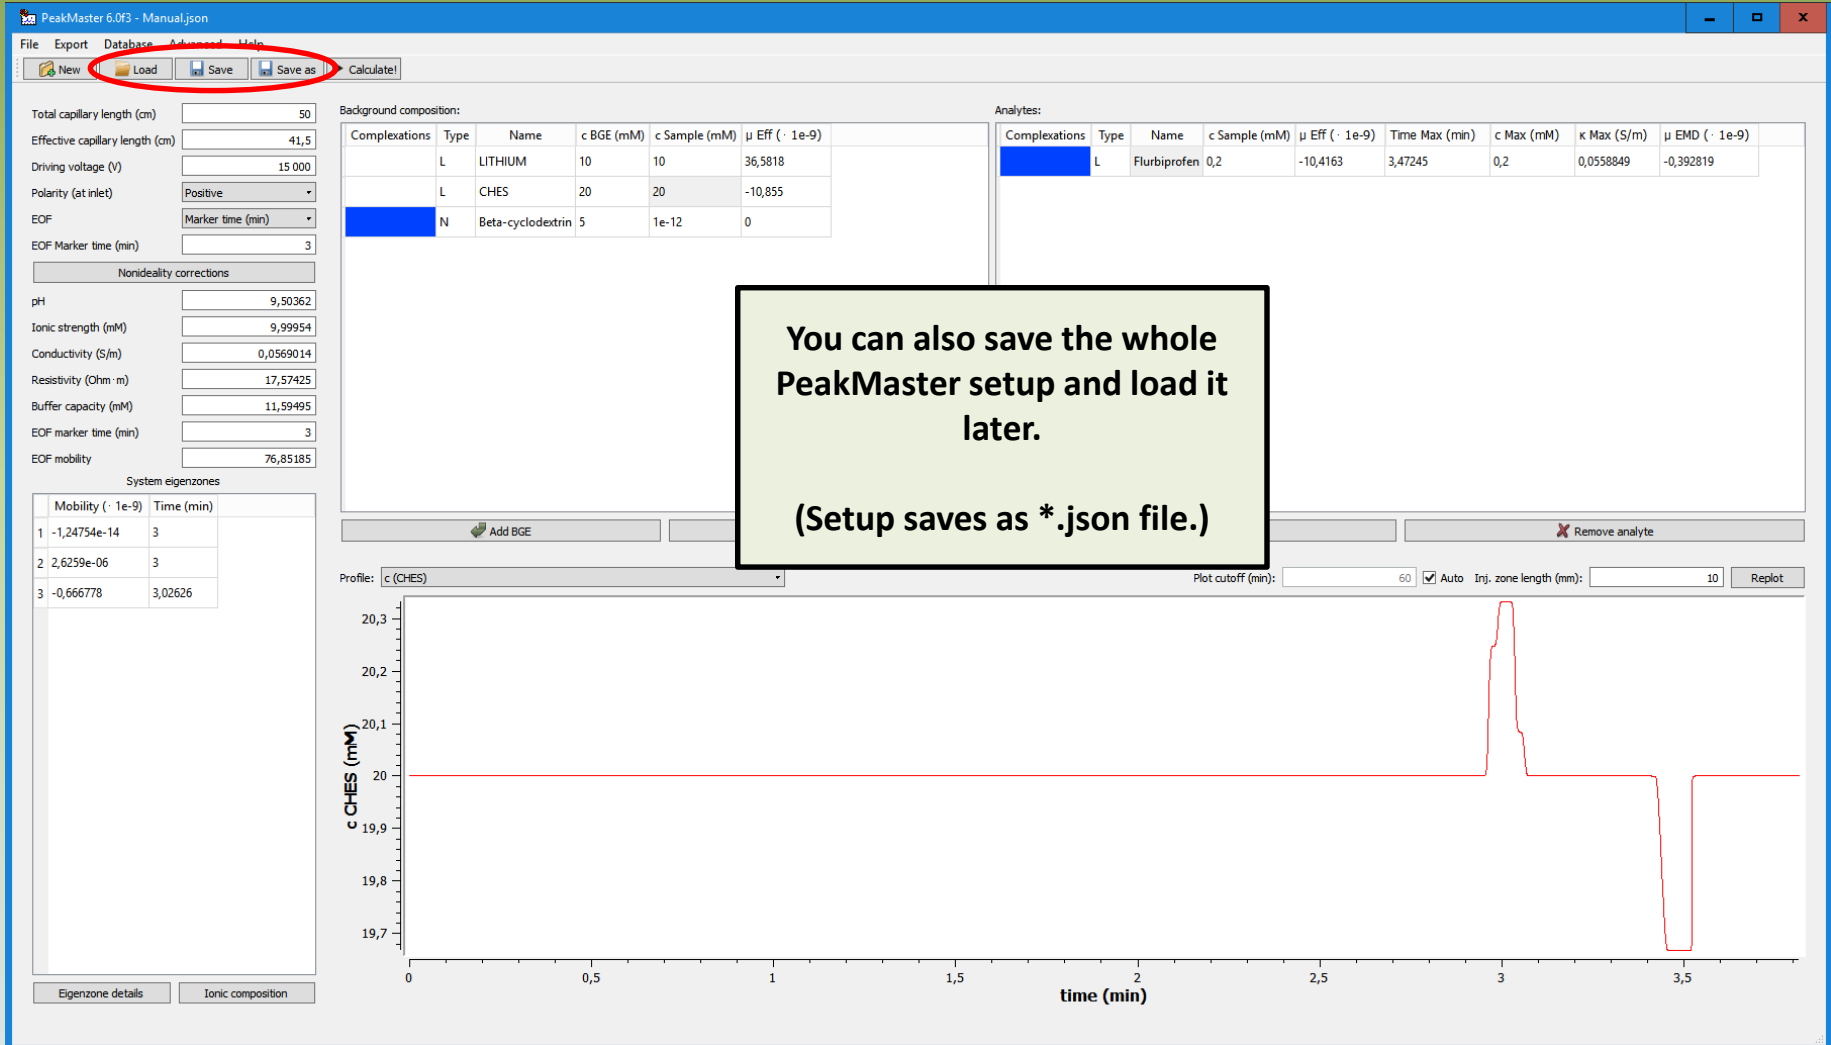 PeakMaster 6.0f3 - Manual.json
File Export Database Advanced Help
New Load Save Save as Calculate!
Total capillary length (cm) 50
Effective capillary length (cm) 41,5
Driving voltage (V) 15 000
Polarity (at inlet) Positive
EOF Marker time (min)
EOF Marker time (min) 3
Nonideality corrections
pH 9,50362
Ionic strength (mM) 9,99954
Conductivity (S/m) 0,0569014
Resistivity (Ohm·m) 17,57425
Buffer capacity (mM) 11,59495
EOF marker time (min) 3
EOF mobility 76,85185
System eigenzones
Mobility (· 1e-9) Time (min)
1 -1,24754e-14 3
2 2,6259e-06 3
3 -0,666778 3,02626
Eigenzone details Ionic composition
Background composition:
Complexations Type Name c BGE (mM) c Sample (mM) μ Eff (· 1e-9)
L LITHIUM 10 10 36,5818
L CHES 20 20 -10,855
N Beta-cyclodextrin 5 1e-12 0
Add BGE
Analytes:
Complexations Type Name c Sample (mM) μ Eff (· 1e-9) Time Max (min) c Max (mM) κ Max (S/m) μ EMD (· 1e-9)
L Flurbiprofen 0,2 -10,4163 3,47245 0,2 0,0558849 -0,392819
Remove analyte
You can also save the whole
PeakMaster setup and load it
later.
(Setup saves as *.json file.)
Profile: c (CHES) Plot cutoff (min): 60 Auto Inj. zone length (mm): 10 Replot
20,3
20,2
20,1
20
19,9
19,8
19,7
c CHES (mM)
0 0,5 1 1,5 2 2,5 3 3,5
time (min)